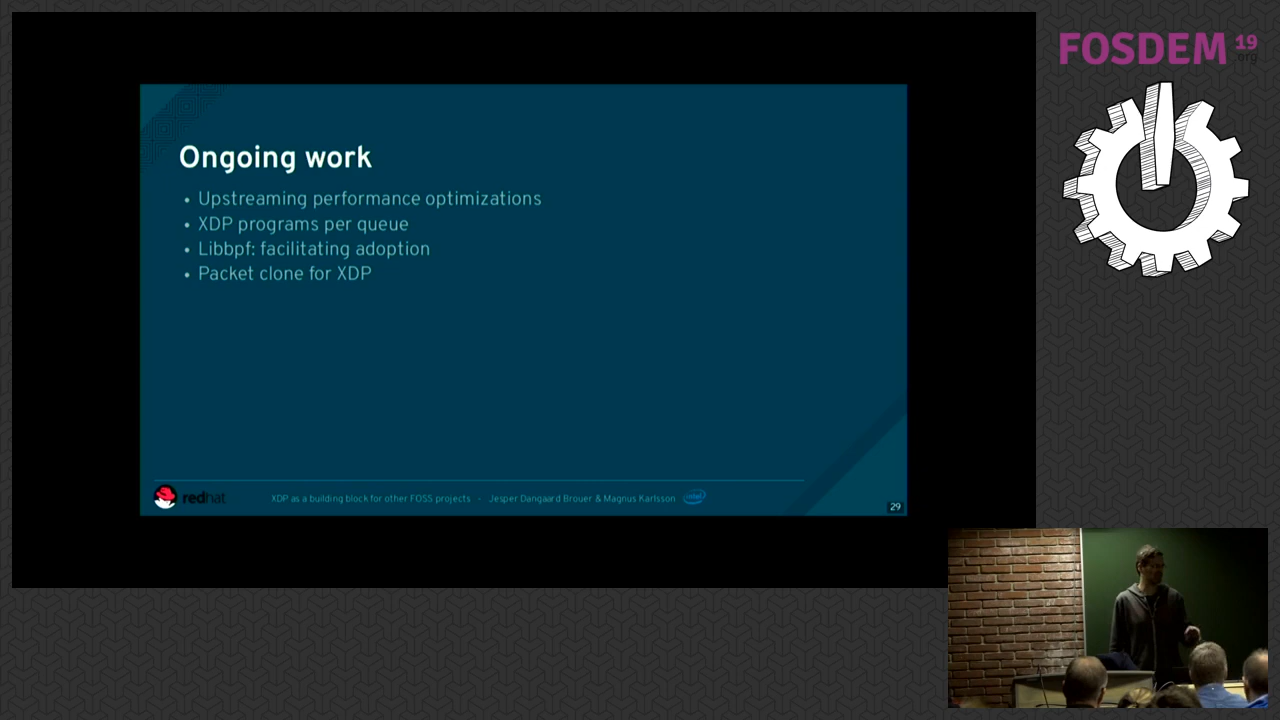 FOSDEM 19
.org
Ongoing work
• Upstreaming performance optimizations
• XDP programs per queue
• Libbpf: facilitating adoption
• Packet clone for XDP
redhat
XDP as a building block for other FOSS projects - Jesper Dangaard Brouer & Magnus Karlsson
intel
29